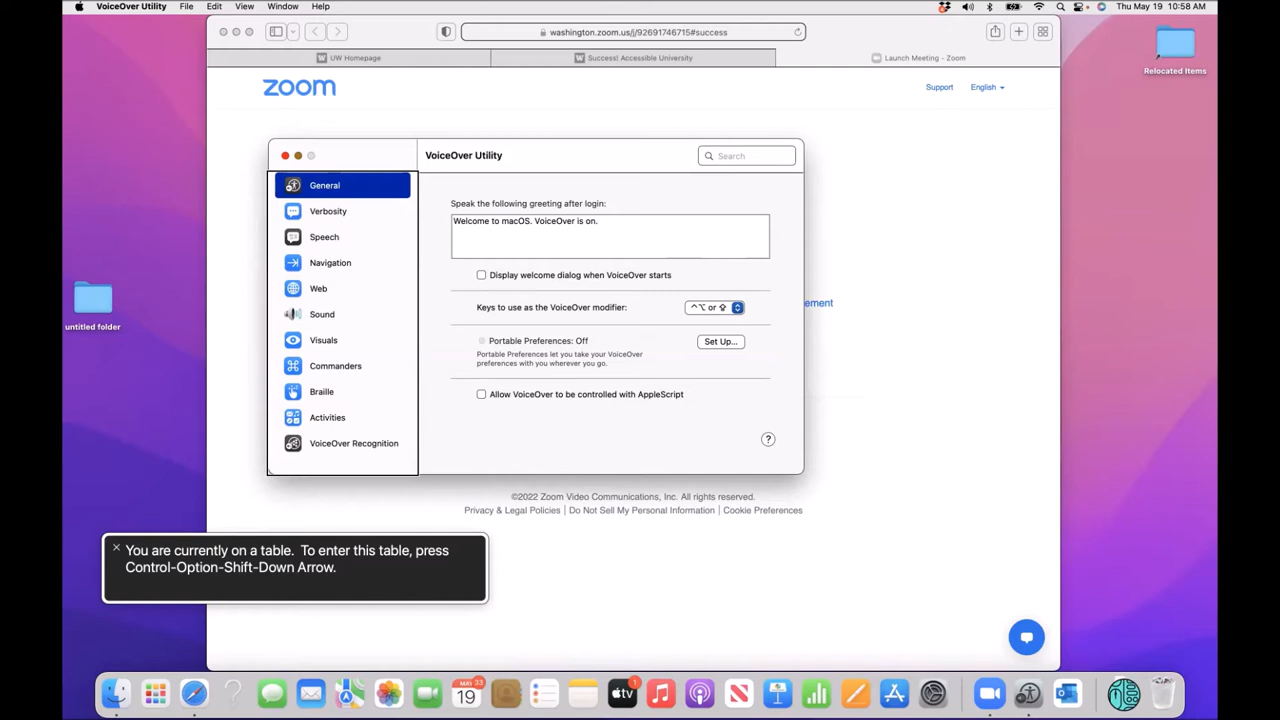 VoiceOver Utility File Edit View Window Help Thu May 19 10:58 AM
washington.zoom.us/j/92691746715#success
UW Homepage Success! Accessible University Launch Meeting - Zoom
Relocated Items
zoom Support English
VoiceOver Utility Search
General
Verbosity
Speech
Navigation
Web
Sound
Visuals
Commanders
Braille
Activities
VoiceOver Recognition
Speak the following greeting after login:
Welcome to macOS. VoiceOver is on.
Display welcome dialog when VoiceOver starts
Keys to use as the VoiceOver modifier: ⌃⌥ or ⇪
Portable Preferences: Off Set Up...
Portable Preferences let you take your VoiceOver
preferences with you wherever you go.
Allow VoiceOver to be controlled with AppleScript
?
ement
untitled folder
©2022 Zoom Video Communications, Inc. All rights reserved.
Privacy & Legal Policies | Do Not Sell My Personal Information | Cookie Preferences
You are currently on a table. To enter this table, press
Control-Option-Shift-Down Arrow.
MAY 33
19
tv 1